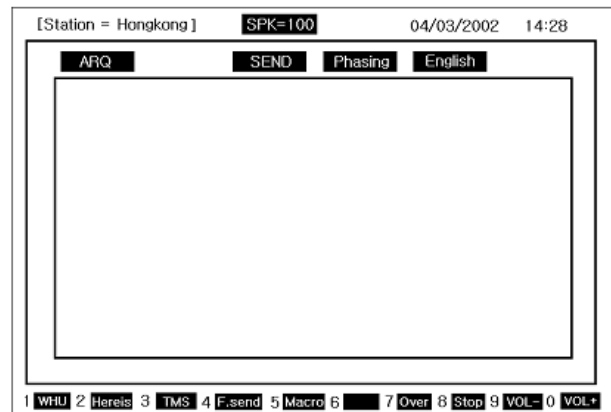 [Station = Hongkong] SPK=100 04/03/2002 14:28
ARQ SEND Phasing English
1 WHU 2 Hereis 3 TMS 4 F.send 5 Macro 6 7 Over 8 Stop 9 VOL- 0 VOL+